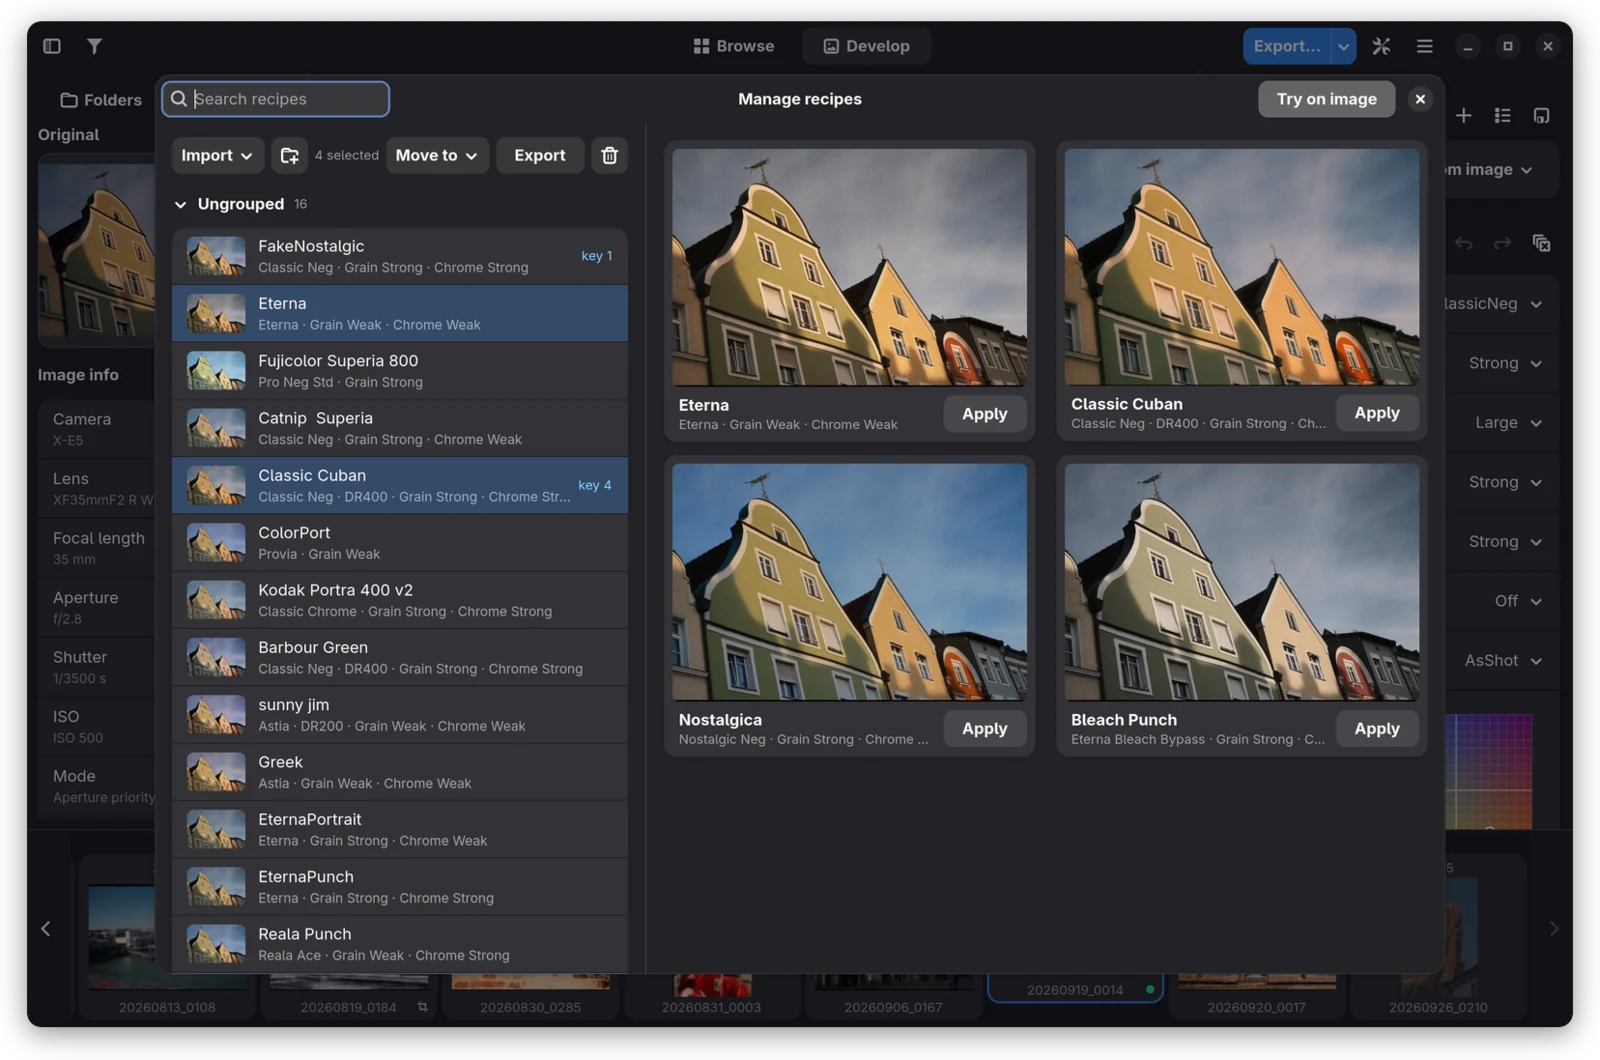 Browse
Develop
Export...
Folders
Search recipes
Manage recipes
Try on image
Original
Import
4 selected
Move to
Export
Ungrouped 16
FakeNostalgic
Classic Neg · Grain Strong · Chrome Strong
key 1
Eterna
Eterna · Grain Weak · Chrome Weak
Fujicolor Superia 800
Pro Neg Std · Grain Strong
Catnip  Superia
Classic Neg · Grain Strong · Chrome Weak
Classic Cuban
Classic Neg · DR400 · Grain Strong · Chrome Str...
key 4
ColorPort
Provia · Grain Weak
Kodak Portra 400 v2
Classic Chrome · Grain Strong · Chrome Strong
Barbour Green
Classic Neg · DR400 · Grain Strong · Chrome Strong
sunny jim
Astia · DR200 · Grain Weak · Chrome Weak
Greek
Astia · Grain Weak · Chrome Weak
EternaPortrait
Eterna · Grain Strong · Chrome Weak
EternaPunch
Eterna · Grain Strong · Chrome Strong
Reala Punch
Reala Ace · Grain Weak · Chrome Strong
Eterna
Eterna · Grain Weak · Chrome Weak
Apply
Classic Cuban
Classic Neg · DR400 · Grain Strong · Ch...
Apply
Nostalgica
Nostalgic Neg · Grain Strong · Chrome ...
Apply
Bleach Punch
Eterna Bleach Bypass · Grain Strong · C...
Apply
Image info
Camera
X-E5
Lens
XF35mmF2 R W
Focal length
35 mm
Aperture
f/2.8
Shutter
1/3500 s
ISO
ISO 500
Mode
Aperture priority
om image
lassicNeg
Strong
Large
Strong
Strong
Off
AsShot
5
20260813_0108
20260819_0184
20260830_0285
20260831_0003
20260906_0167
20260919_0014
20260920_0017
20260926_0210